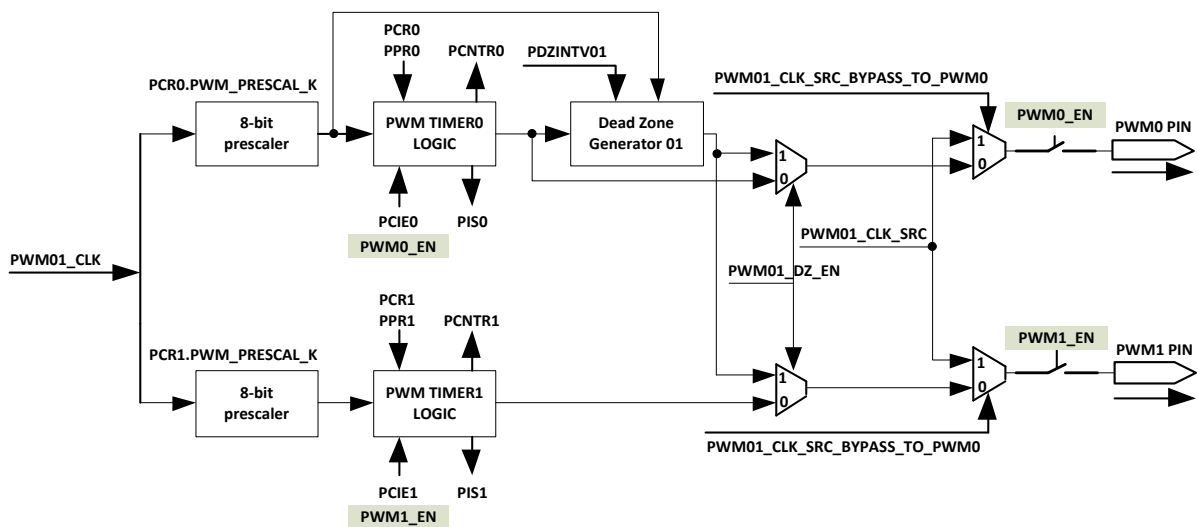 PCR0
PPR0
PCNTR0
PDZINTV01
PCR0.PWM_PRESCAL_K
PWM01_CLK_SRC_BYPASS_TO_PWM0
8-bit
prescaler
PWM TIMER0
LOGIC
Dead Zone
Generator 01
1
0
1
0
PWM0_EN
PWM0 PIN
PCIE0
PIS0
PWM0_EN
PWM01_CLK_SRC
PWM01_CLK
PWM01_DZ_EN
PCR1
PPR1
PCNTR1
PCR1.PWM_PRESCAL_K
8-bit
prescaler
PWM TIMER1
LOGIC
1
0
1
0
PWM1_EN
PWM1 PIN
PWM01_CLK_SRC_BYPASS_TO_PWM0
PCIE1
PIS1
PWM1_EN